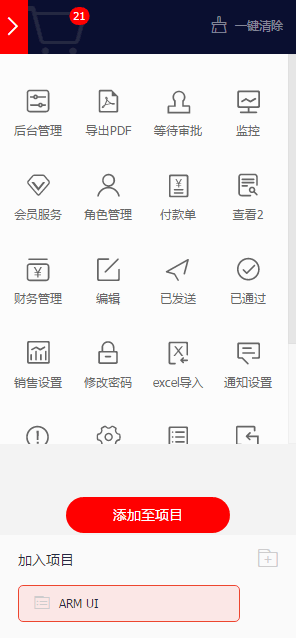 21
一键清除
后台管理 导出PDF 等待审批 监控
会员服务 角色管理 付款单 查看2
财务管理 编辑 已发送 已通过
销售设置 修改密码 excel导入 通知设置
添加至项目
加入项目
ARM UI